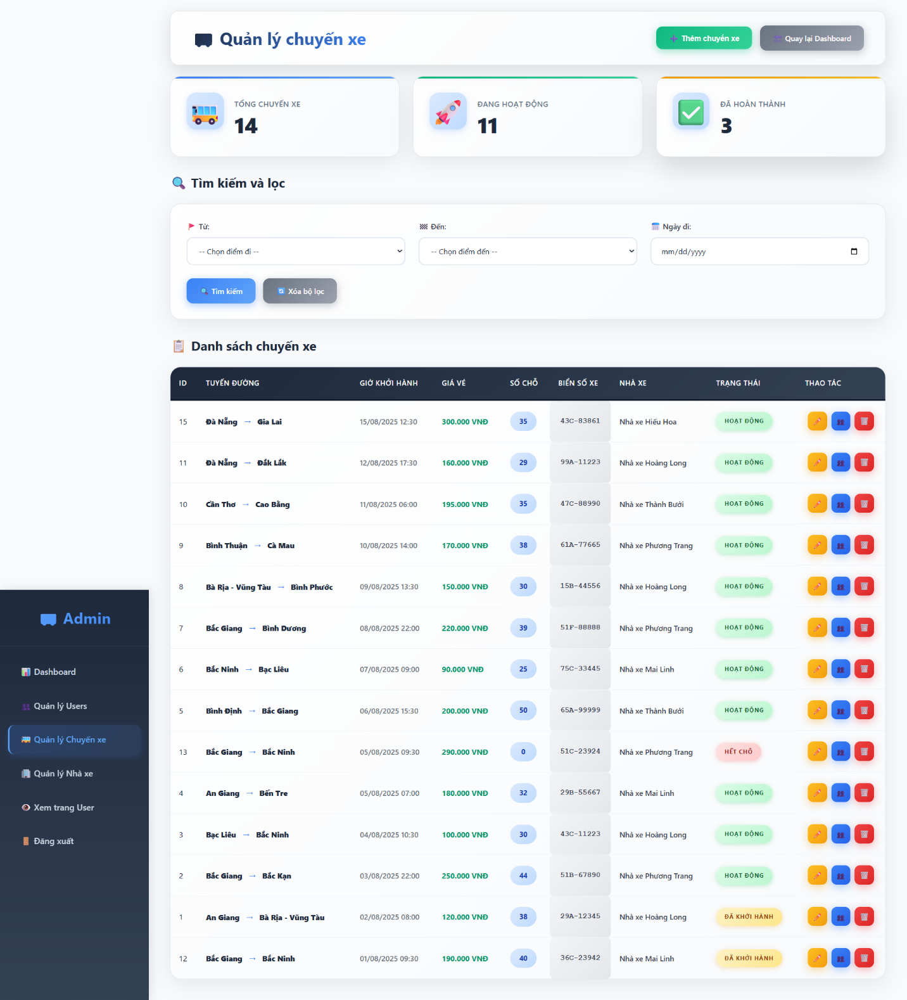 Quản lý chuyến xe
Thêm chuyến xe
Quay lại Dashboard
TỔNG CHUYẾN XE
14
ĐANG HOẠT ĐỘNG
11
ĐÃ HOÀN THÀNH
3
Tìm kiếm và lọc
Từ:
Đến:
Ngày đi:
-- Chọn điểm đi --
-- Chọn điểm đến --
mm/dd/yyyy
Tìm kiếm
Xóa bộ lọc
Danh sách chuyến xe
ID TUYẾN ĐƯỜNG GIỜ KHỞI HÀNH GIÁ VÉ SỐ CHỖ BIỂN SỐ XE NHÀ XE TRẠNG THÁI THAO TÁC
15 Đà Nẵng → Gia Lai 15/08/2025 12:30 300.000 VNĐ 35 43C-83861 Nhà xe Hiếu Hoa HOẠT ĐỘNG
11 Đà Nẵng → Đắk Lắk 12/08/2025 17:30 160.000 VNĐ 29 99A-11223 Nhà xe Hoàng Long HOẠT ĐỘNG
10 Cần Thơ → Cao Bằng 11/08/2025 06:00 195.000 VNĐ 35 47C-88990 Nhà xe Thành Bưởi HOẠT ĐỘNG
9 Bình Thuận → Cà Mau 10/08/2025 14:00 170.000 VNĐ 38 61A-77665 Nhà xe Phương Trang HOẠT ĐỘNG
8 Bà Rịa - Vũng Tàu → Bình Phước 09/08/2025 13:30 150.000 VNĐ 30 15B-44556 Nhà xe Hoàng Long HOẠT ĐỘNG
7 Bắc Giang → Bình Dương 08/08/2025 22:00 220.000 VNĐ 39 51F-88888 Nhà xe Phương Trang HOẠT ĐỘNG
6 Bắc Ninh → Bạc Liêu 07/08/2025 09:00 90.000 VNĐ 25 75C-33445 Nhà xe Mai Linh HOẠT ĐỘNG
5 Bình Định → Bắc Giang 06/08/2025 15:30 200.000 VNĐ 50 65A-99999 Nhà xe Thành Bưởi HOẠT ĐỘNG
13 Bắc Giang → Bắc Ninh 05/08/2025 09:30 290.000 VNĐ 0 51C-23924 Nhà xe Phương Trang HẾT CHỖ
4 An Giang → Bến Tre 05/08/2025 07:00 180.000 VNĐ 32 29B-55667 Nhà xe Mai Linh HOẠT ĐỘNG
3 Bạc Liêu → Bắc Ninh 04/08/2025 10:30 100.000 VNĐ 30 43C-11223 Nhà xe Hoàng Long HOẠT ĐỘNG
2 Bắc Giang → Bắc Kạn 03/08/2025 22:00 250.000 VNĐ 44 51B-67890 Nhà xe Phương Trang HOẠT ĐỘNG
1 An Giang → Bà Rịa - Vũng Tàu 02/08/2025 08:00 120.000 VNĐ 38 29A-12345 Nhà xe Hoàng Long ĐÃ KHỞI HÀNH
12 Bắc Giang → Bắc Ninh 01/08/2025 09:30 190.000 VNĐ 40 36C-23942 Nhà xe Mai Linh ĐÃ KHỞI HÀNH
Admin
Dashboard
Quản lý Users
Quản lý Chuyến xe
Quản lý Nhà xe
Xem trang User
Đăng xuất